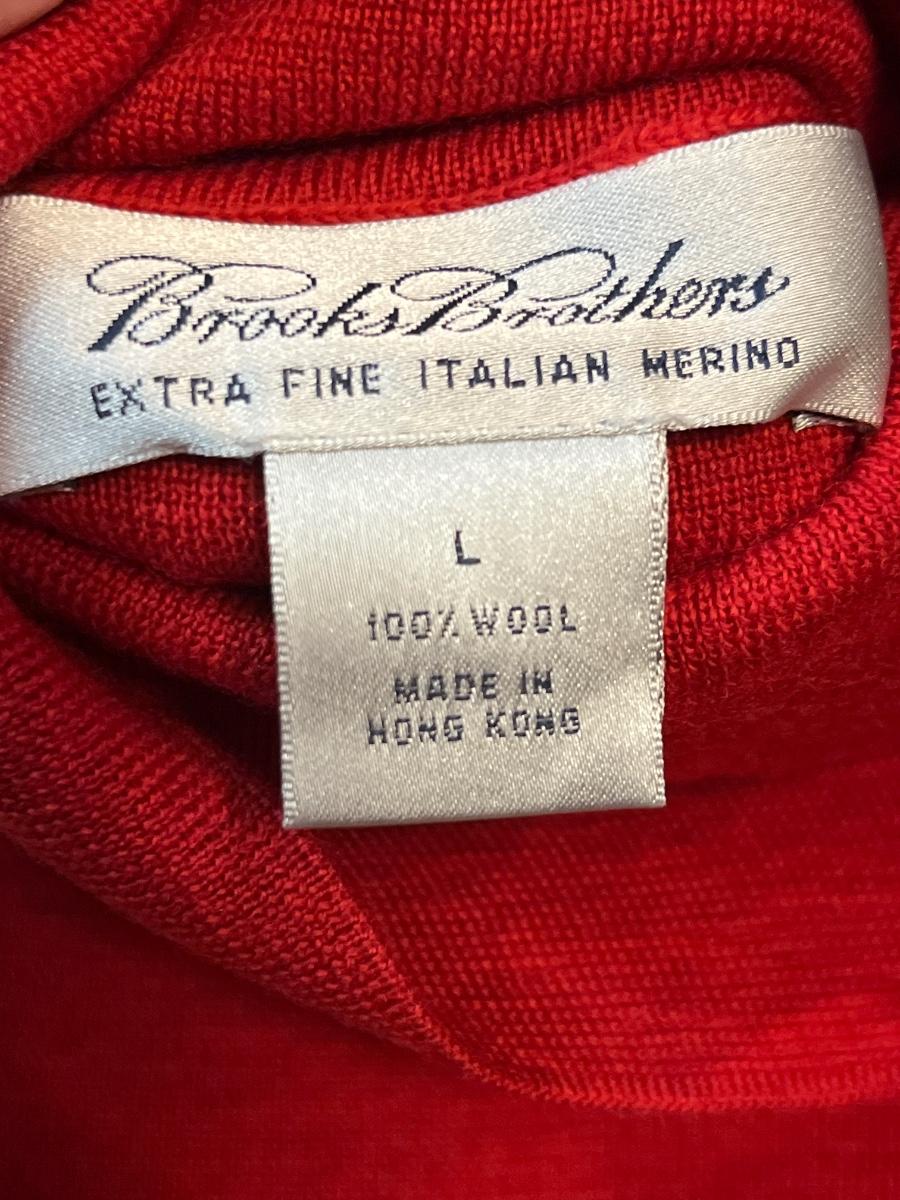 Brooks Brothers
EXTRA FINE ITALIAN MERINO
L
100% WOOL
MADE IN
HONG KONG